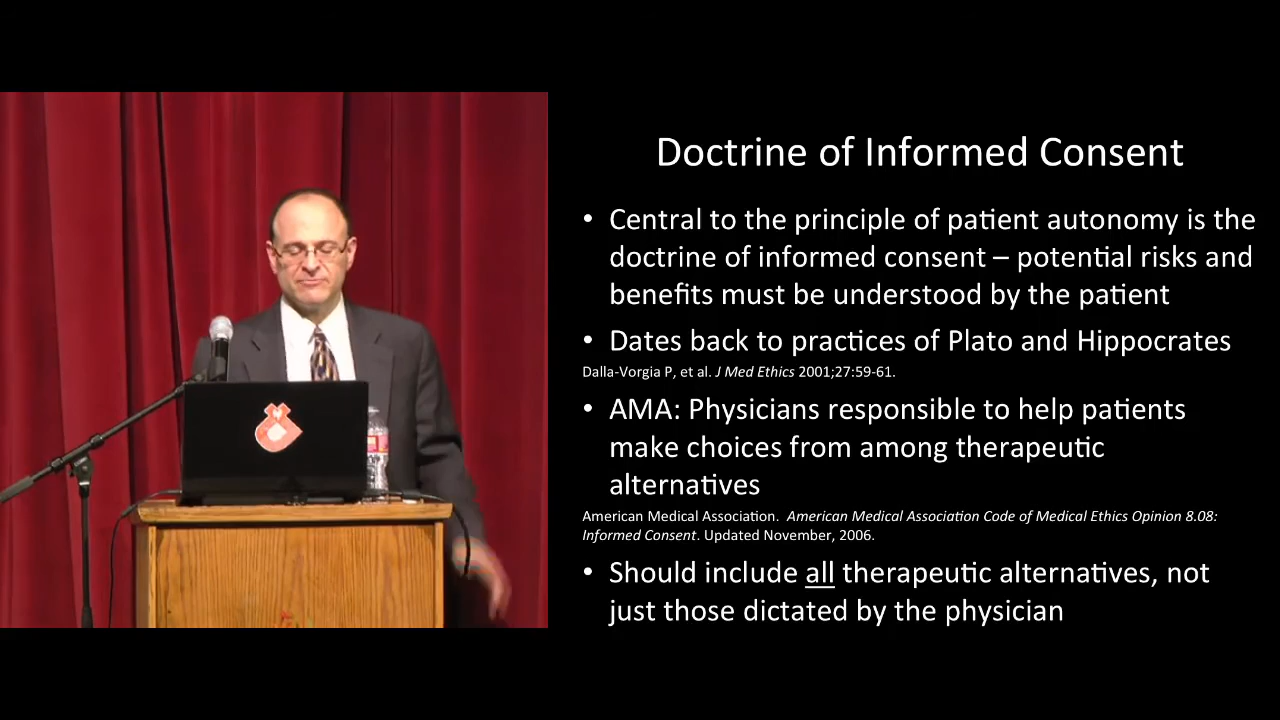 Doctrine of Informed Consent
• Central to the principle of patient autonomy is the
doctrine of informed consent – potential risks and
benefits must be understood by the patient
• Dates back to practices of Plato and Hippocrates
Dalla-Vorgia P, et al. J Med Ethics 2001;27:59-61.
• AMA: Physicians responsible to help patients
make choices from among therapeutic
alternatives
American Medical Association. American Medical Association Code of Medical Ethics Opinion 8.08:
Informed Consent. Updated November, 2006.
• Should include all therapeutic alternatives, not
just those dictated by the physician